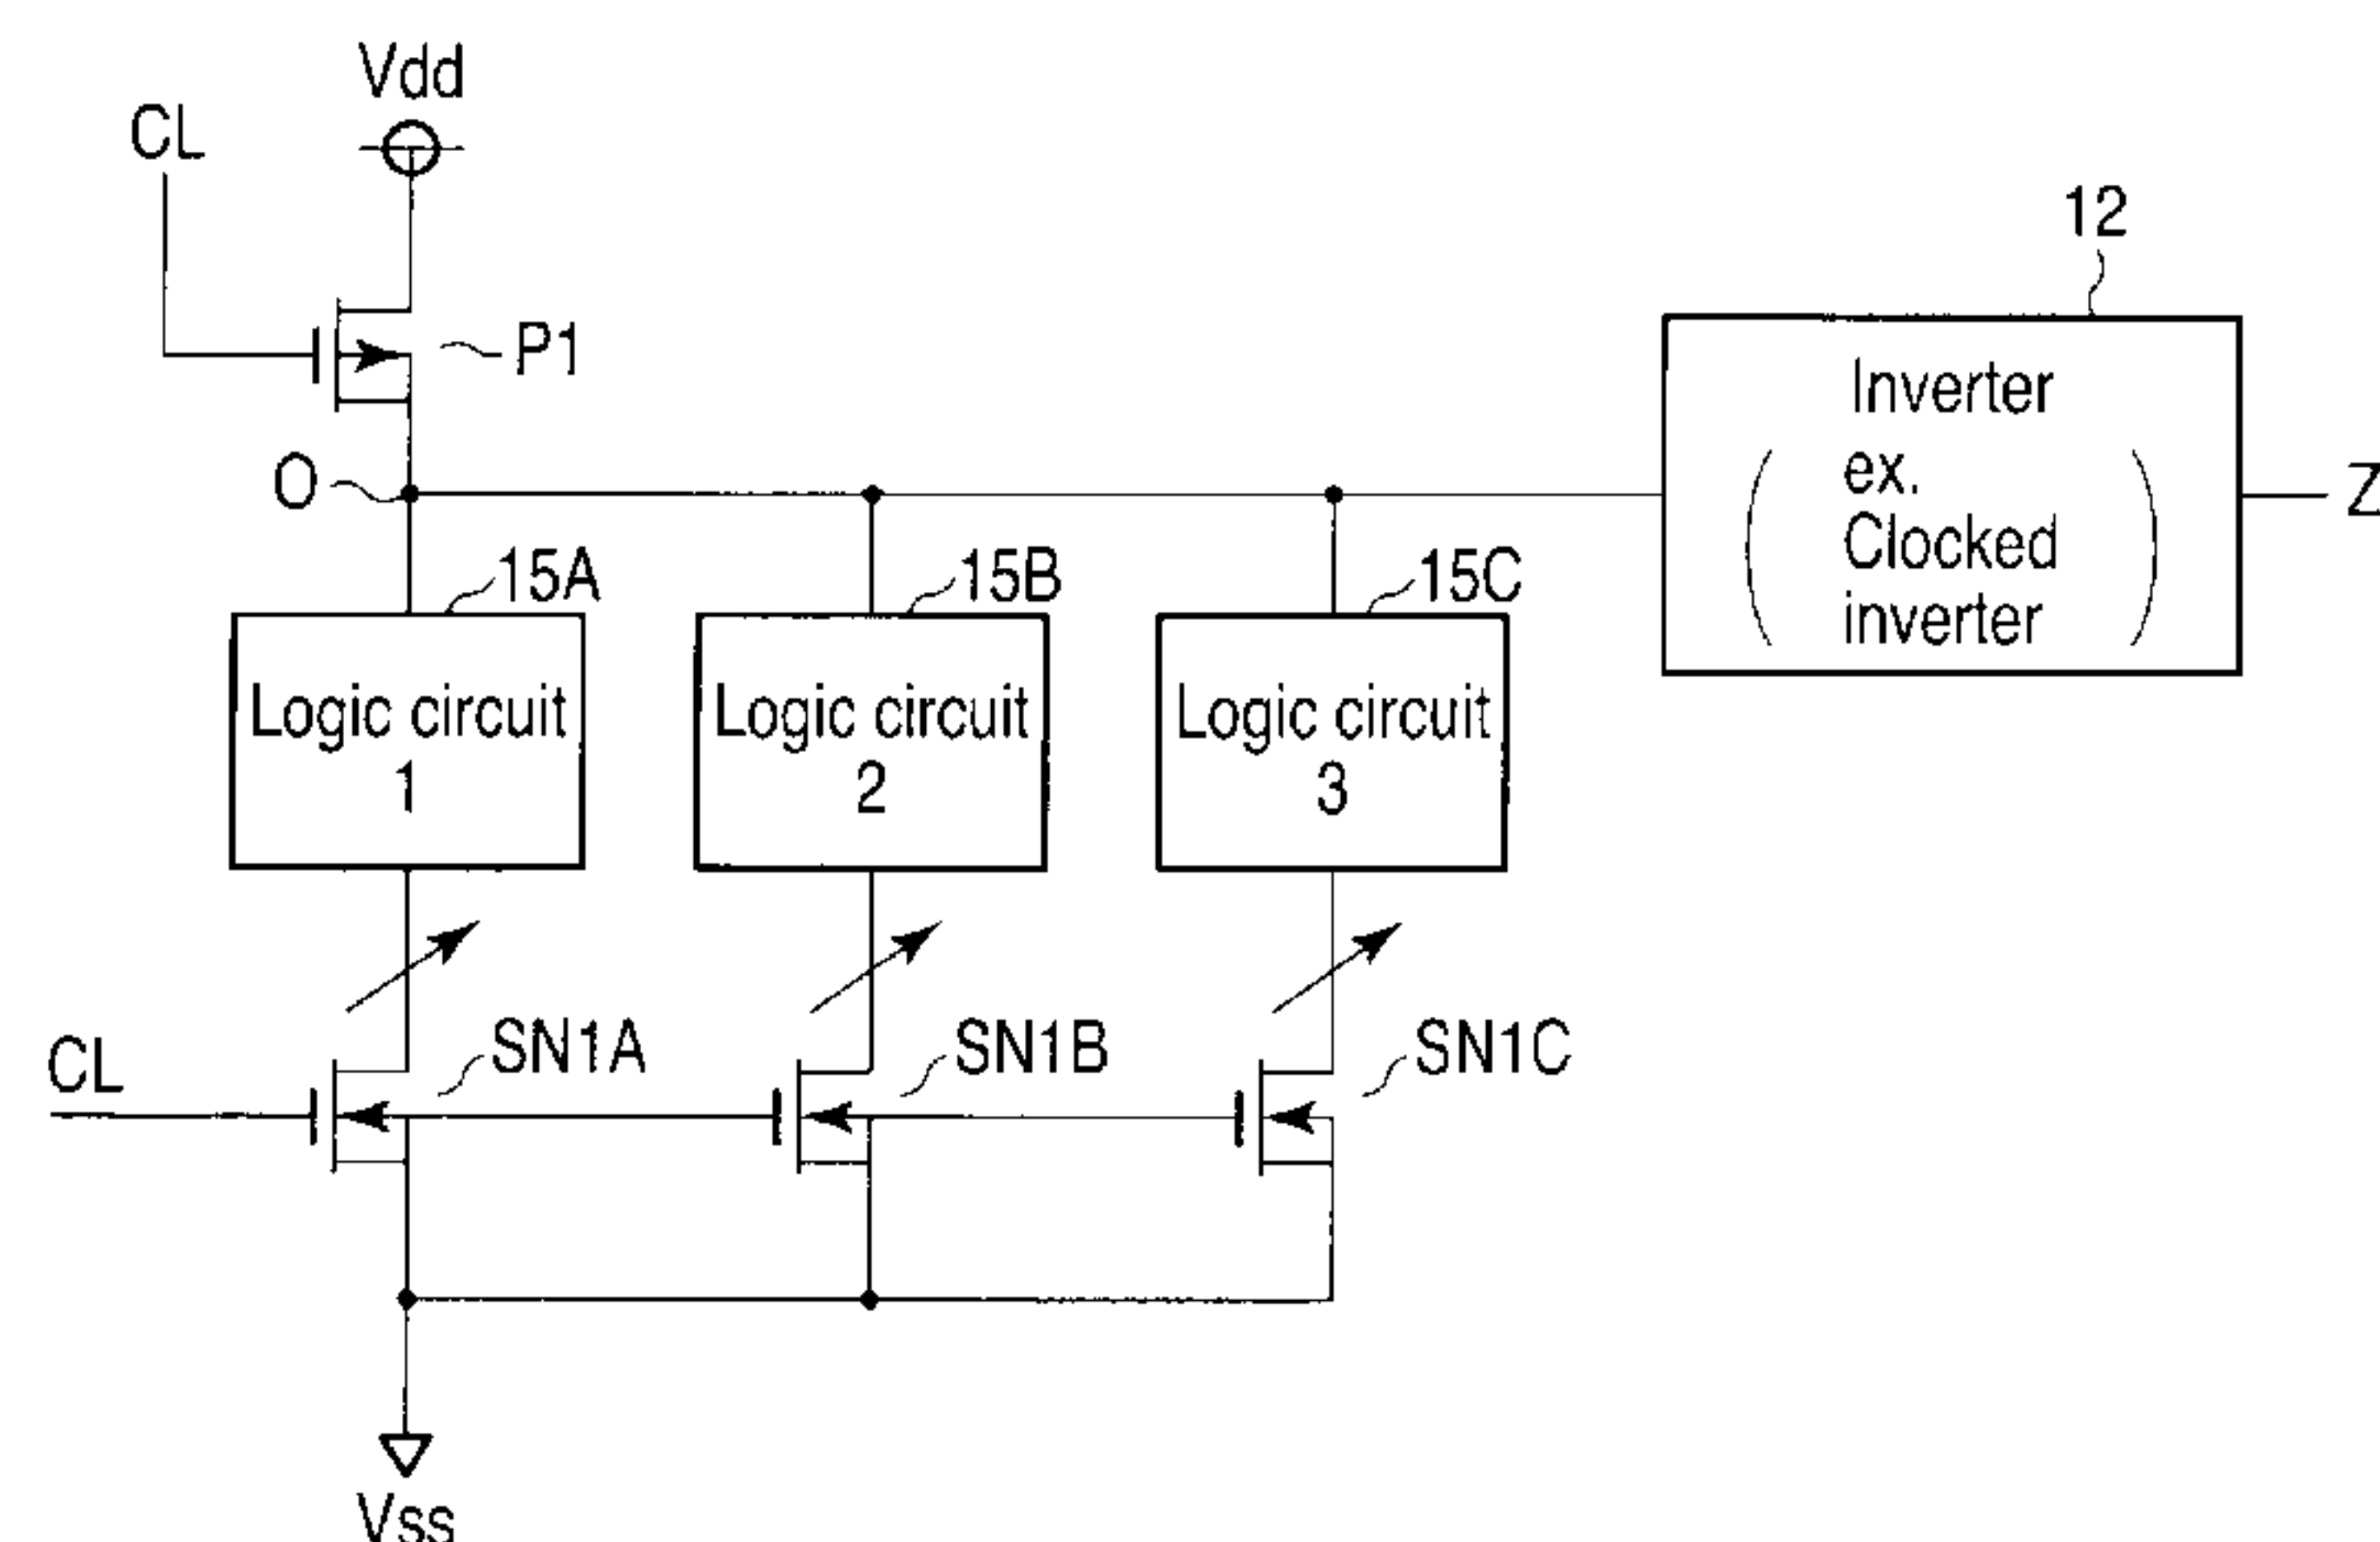 Vdd
CL
12
P1
Inverter
ex.
Clocked
inverter
O
Z
15A
15B
15C
Logic circuit
1
Logic circuit
2
Logic circuit
3
CL
SN1A
SN1B
SN1C
Vss